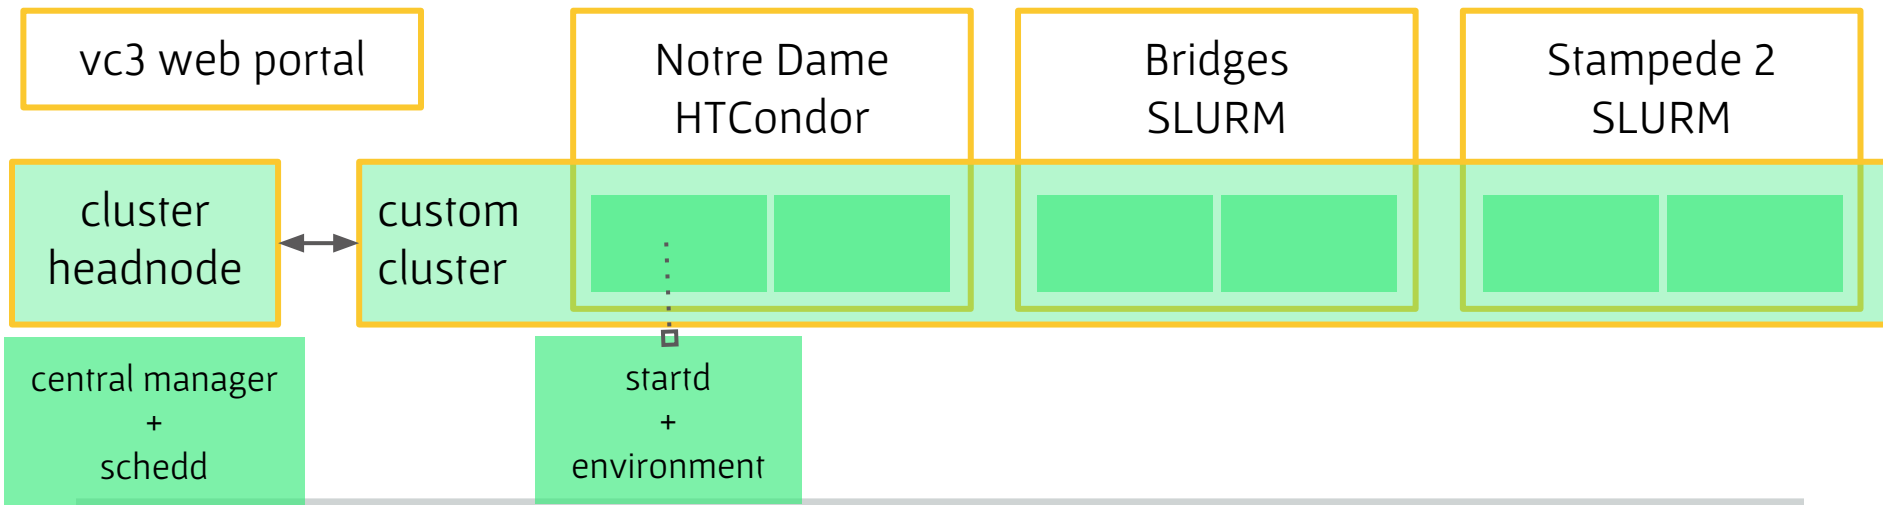 vc3 web portal
Notre Dame
HTCondor
Bridges
SLURM
Stampede 2
SLURM
cluster
headnode
custom
cluster
central manager
+
schedd
startd
+
environment